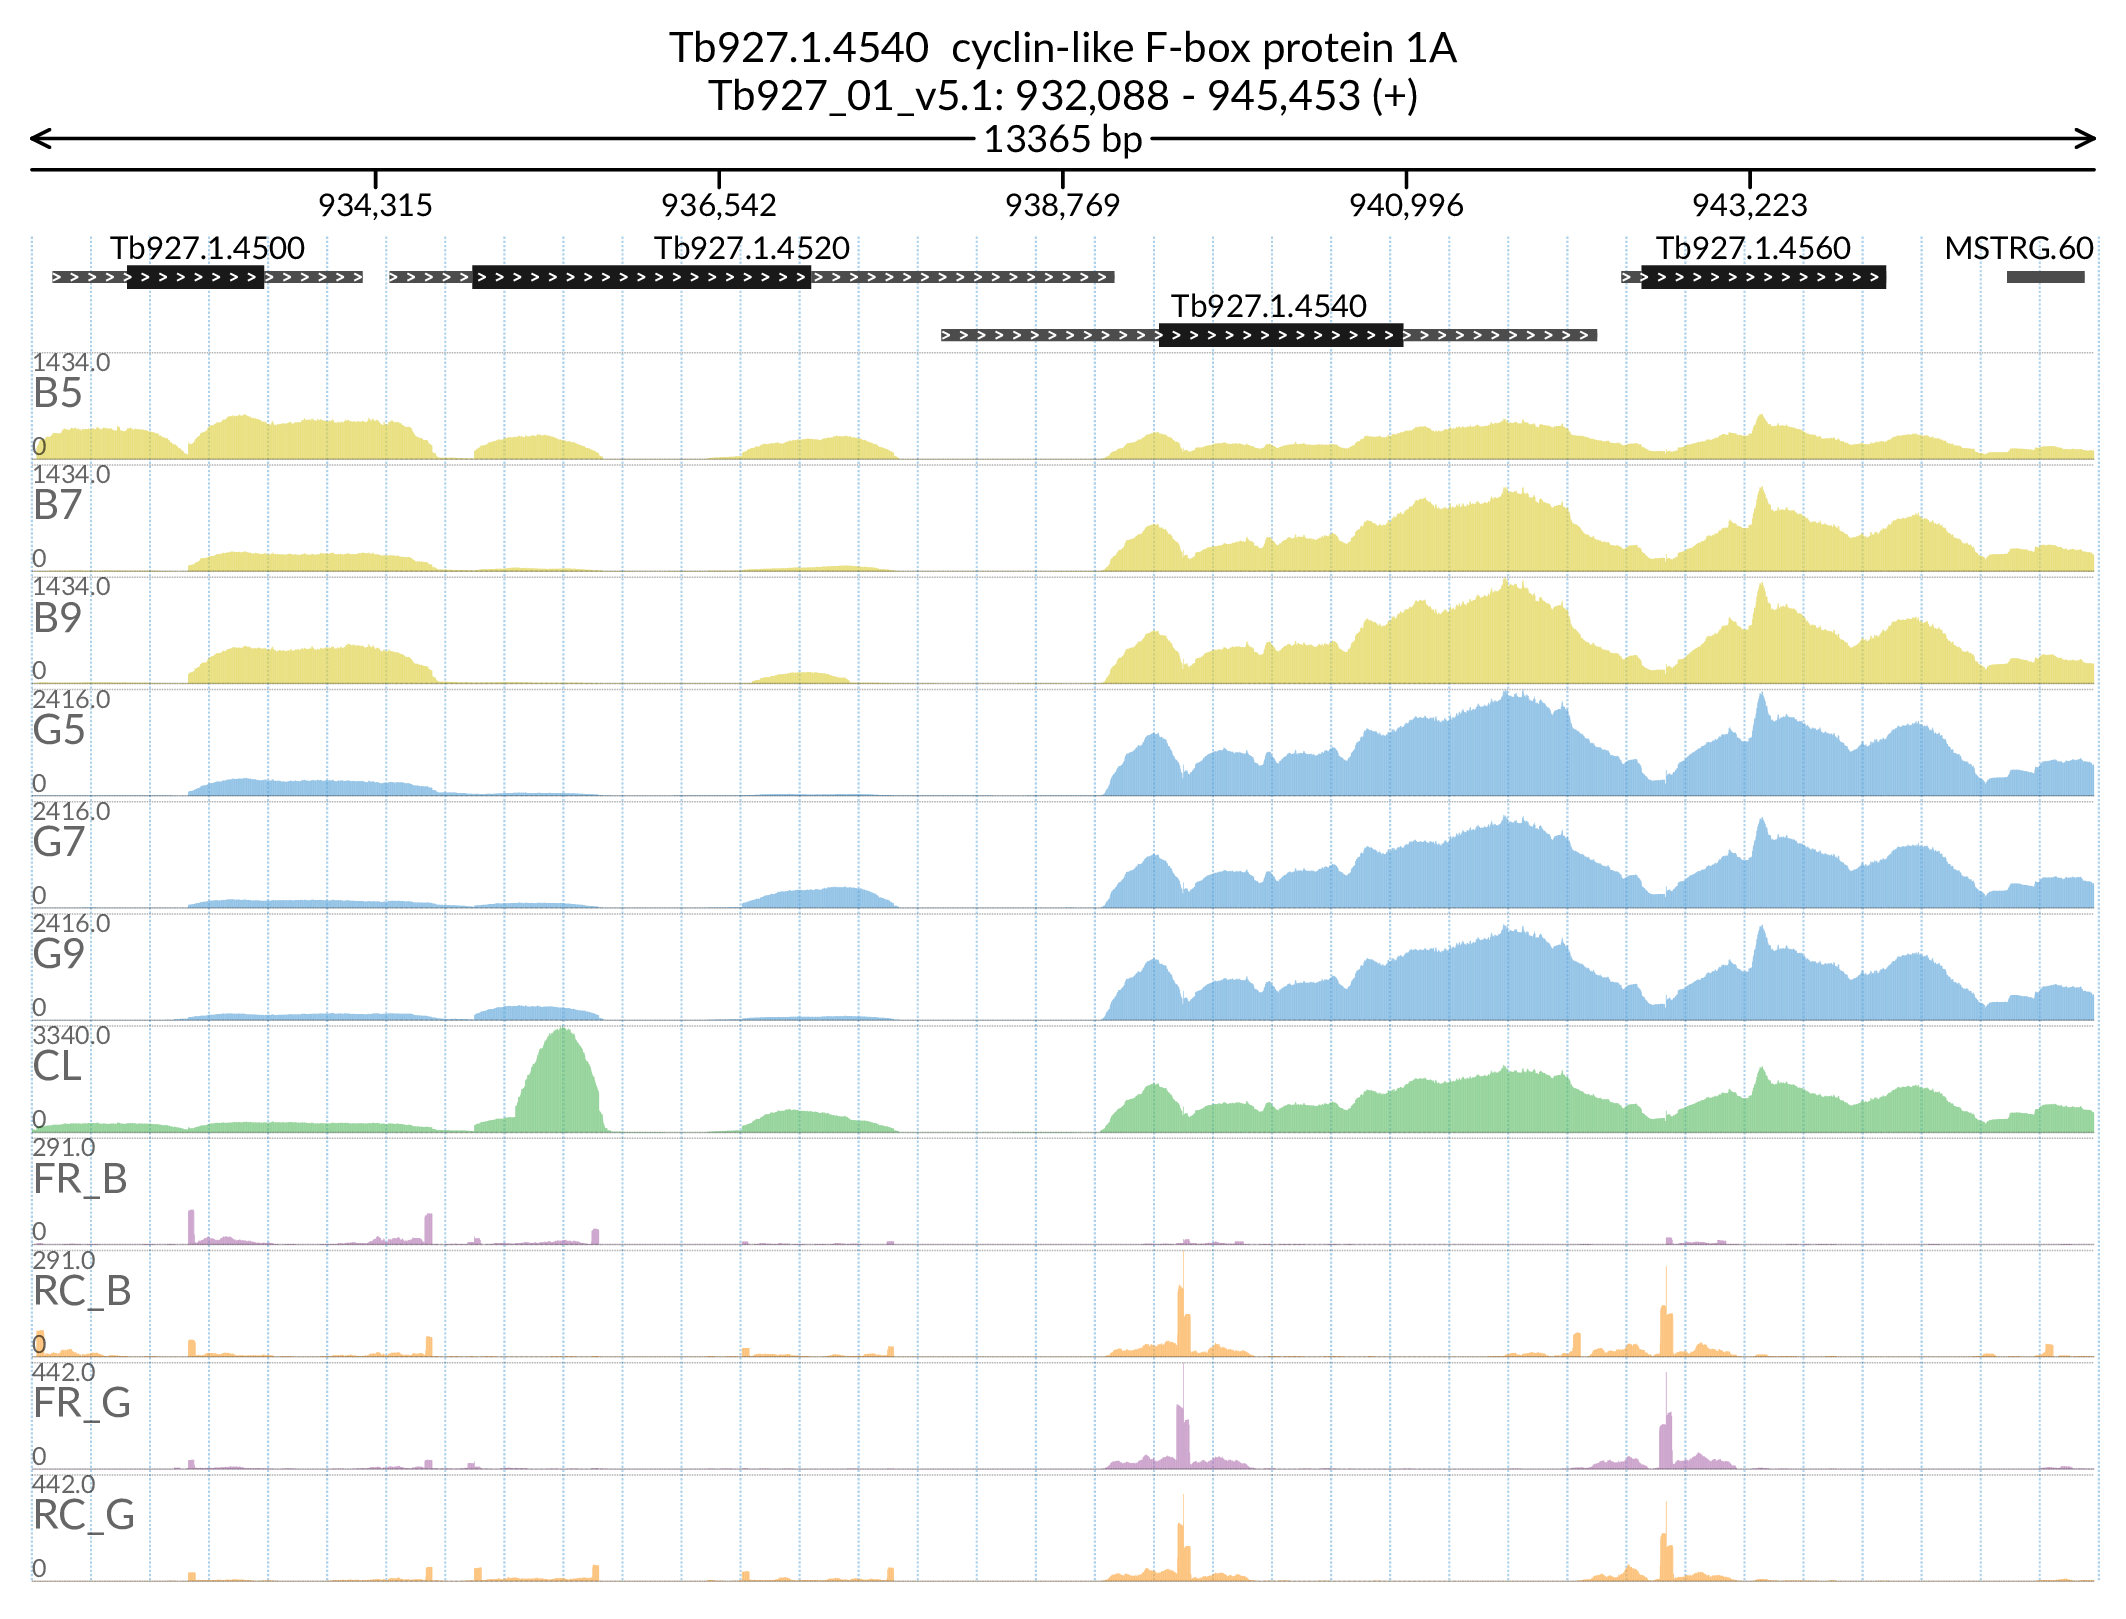 Tb927.1.4540 cyclin-like F-box protein 1A
Tb927_01_v5.1: 932,088 - 945,453 (+)
13365 bp
934,315 936,542 938,769 940,996 943,223
Tb927.1.4500 Tb927.1.4520 Tb927.1.4560 MSTRG.60
Tb927.1.4540
1434.0
B5
0
1434.0
B7
0
1434.0
B9
0
2416.0
G5
0
2416.0
G7
0
2416.0
G9
0
3340.0
CL
0
291.0
FR_B
0
291.0
RC_B
0
442.0
FR_G
0
442.0
RC_G
0